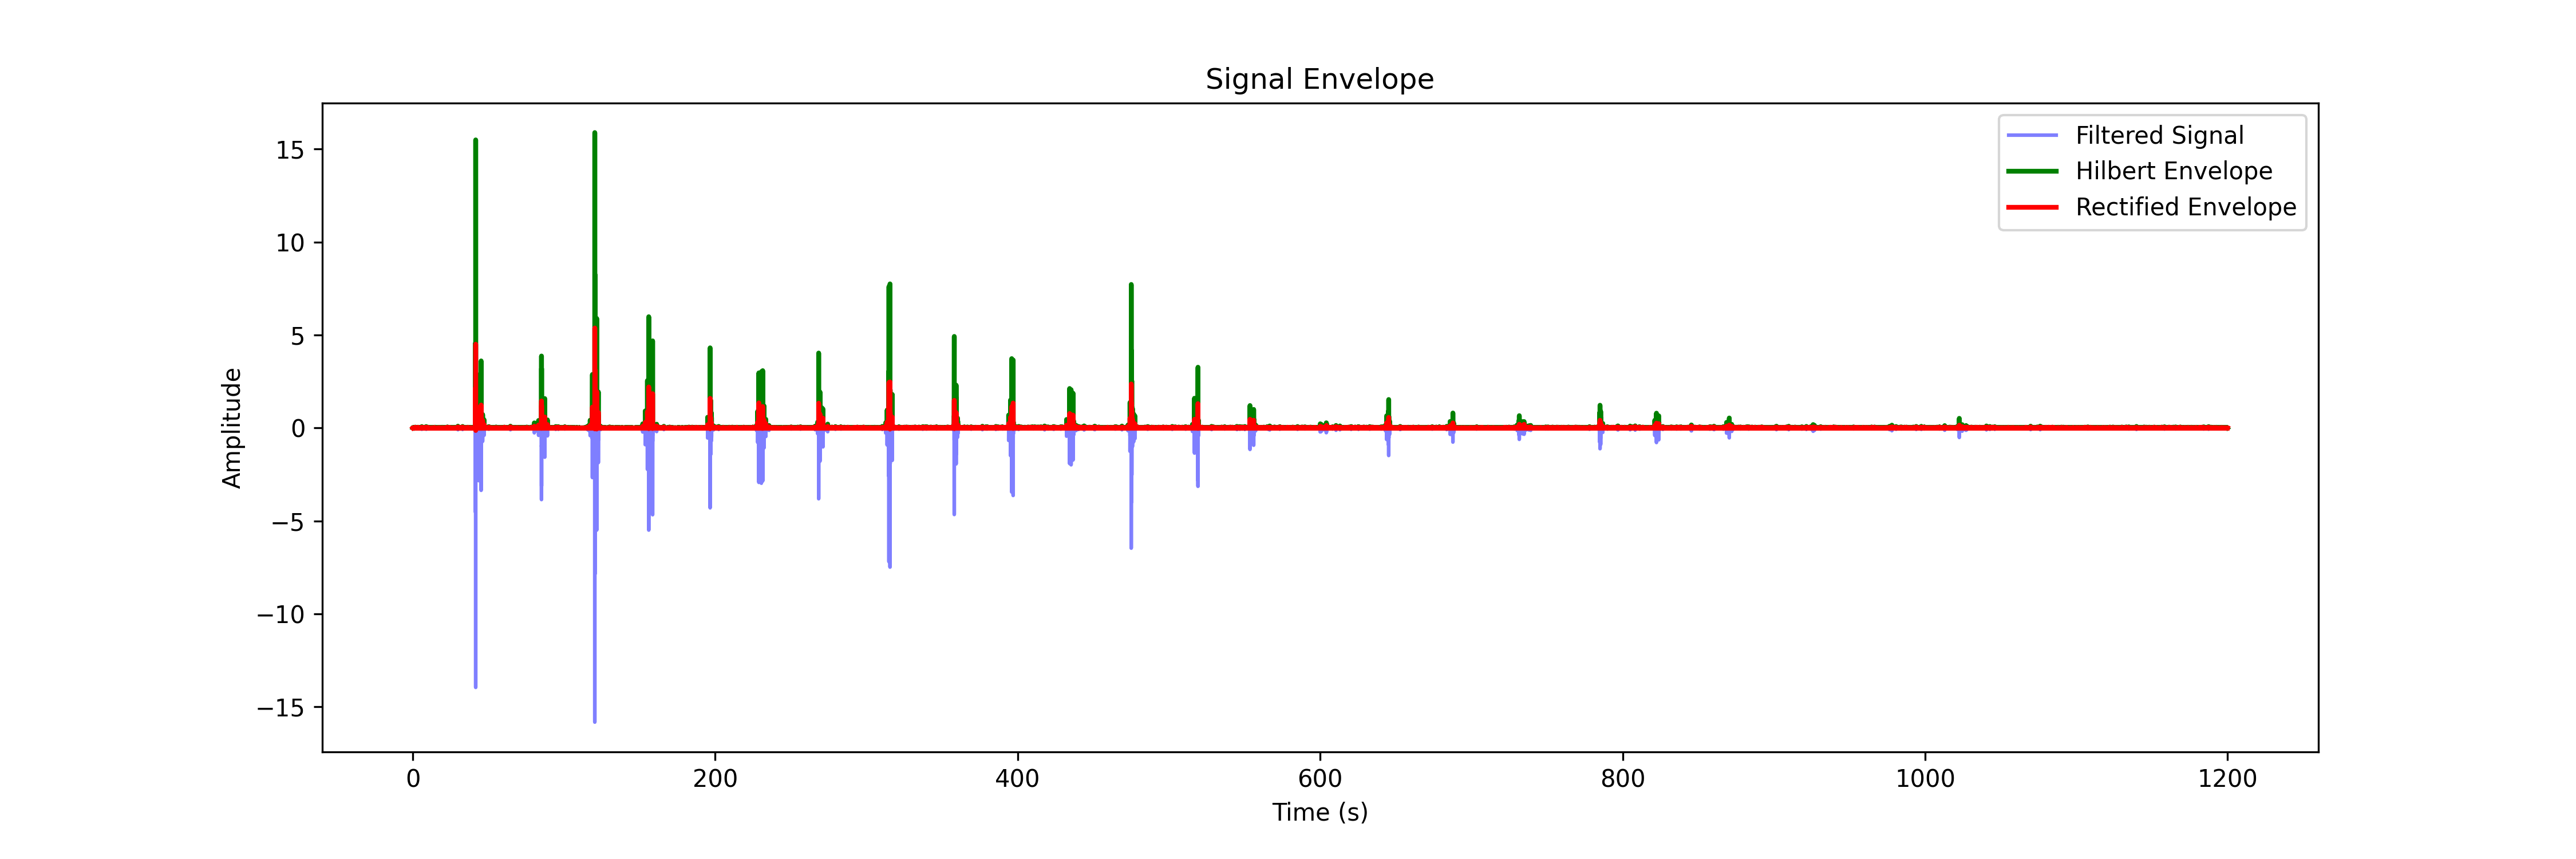 Signal Envelope
Filtered Signal
Hilbert Envelope
Rectified Envelope
Amplitude
15
10
5
0
−5
−10
−15
0 200 400 600 800 1000 1200
Time (s)